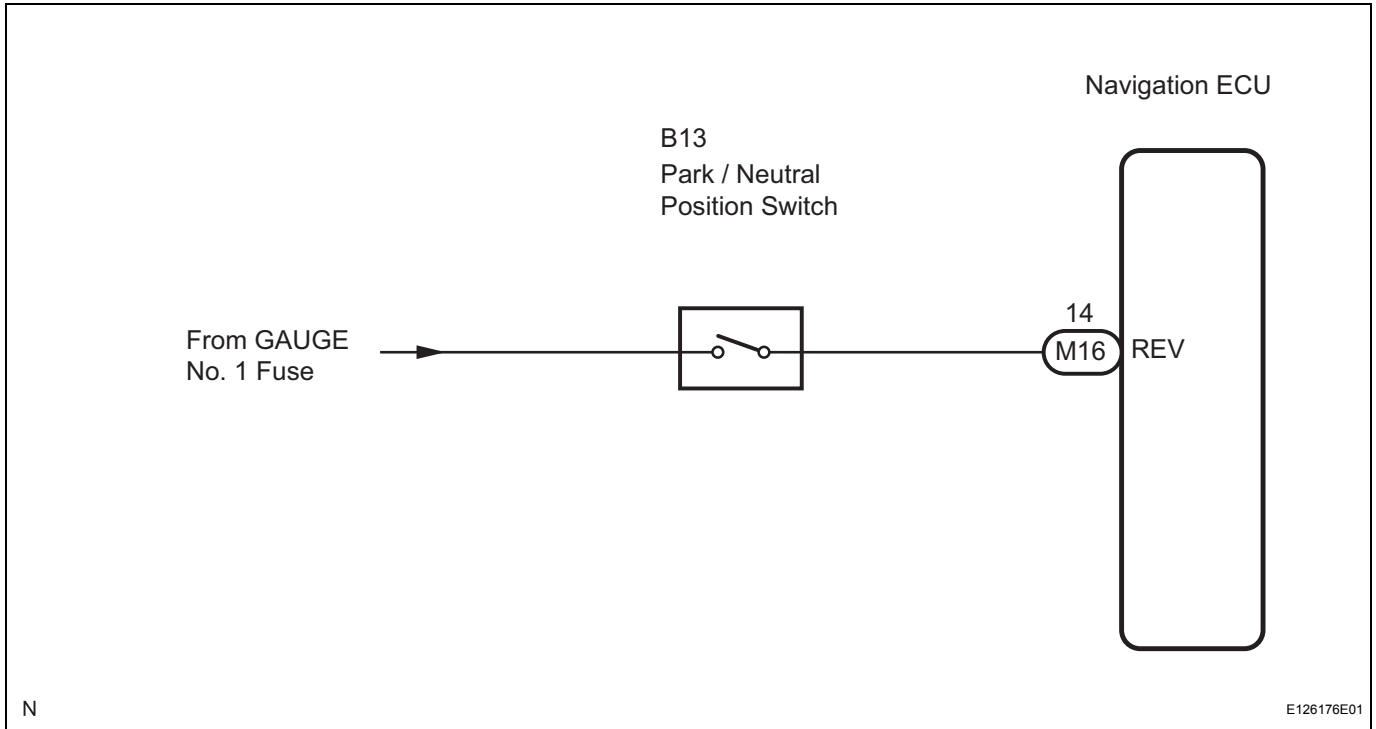 Navigation ECU
B13
Park / Neutral
Position Switch
From GAUGE
No. 1 Fuse
14
M16
REV
N
E126176E01